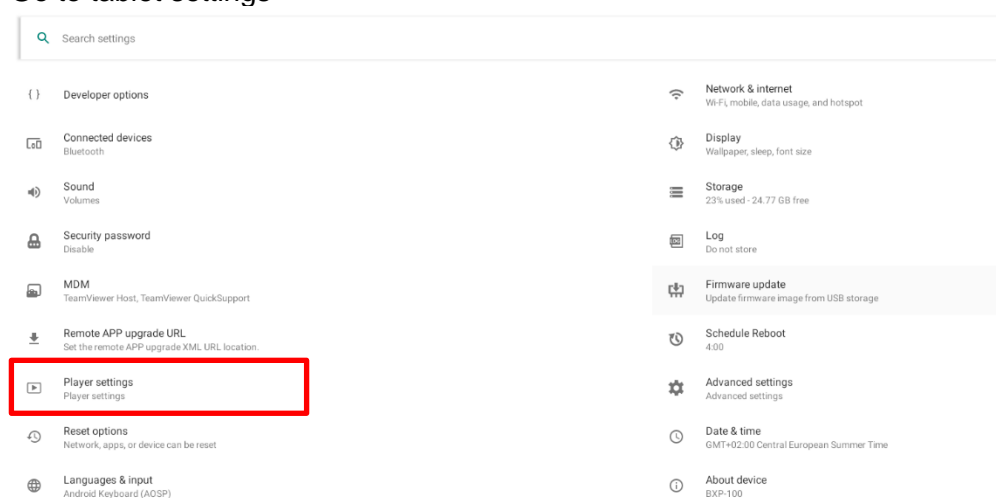 Go to tablet settings
Search settings
{ } Developer options
Connected devices
Bluetooth
Sound
Volumes
Security password
Disable
MDM
TeamViewer Host, TeamViewer QuickSupport
Remote APP upgrade URL
Set the remote APP upgrade XML URL location.
Player settings
Player settings
Reset options
Network, apps, or device can be reset
Languages & input
Android Keyboard (AOSP)
Network & internet
Wi-Fi, mobile, data usage, and hotspot
Display
Wallpaper, sleep, font size
Storage
23% used - 24.77 GB free
Log
Do not store
Firmware update
Update firmware image from USB storage
Schedule Reboot
4:00
Advanced settings
Advanced settings
Date & time
GMT+02:00 Central European Summer Time
About device
BXP-100